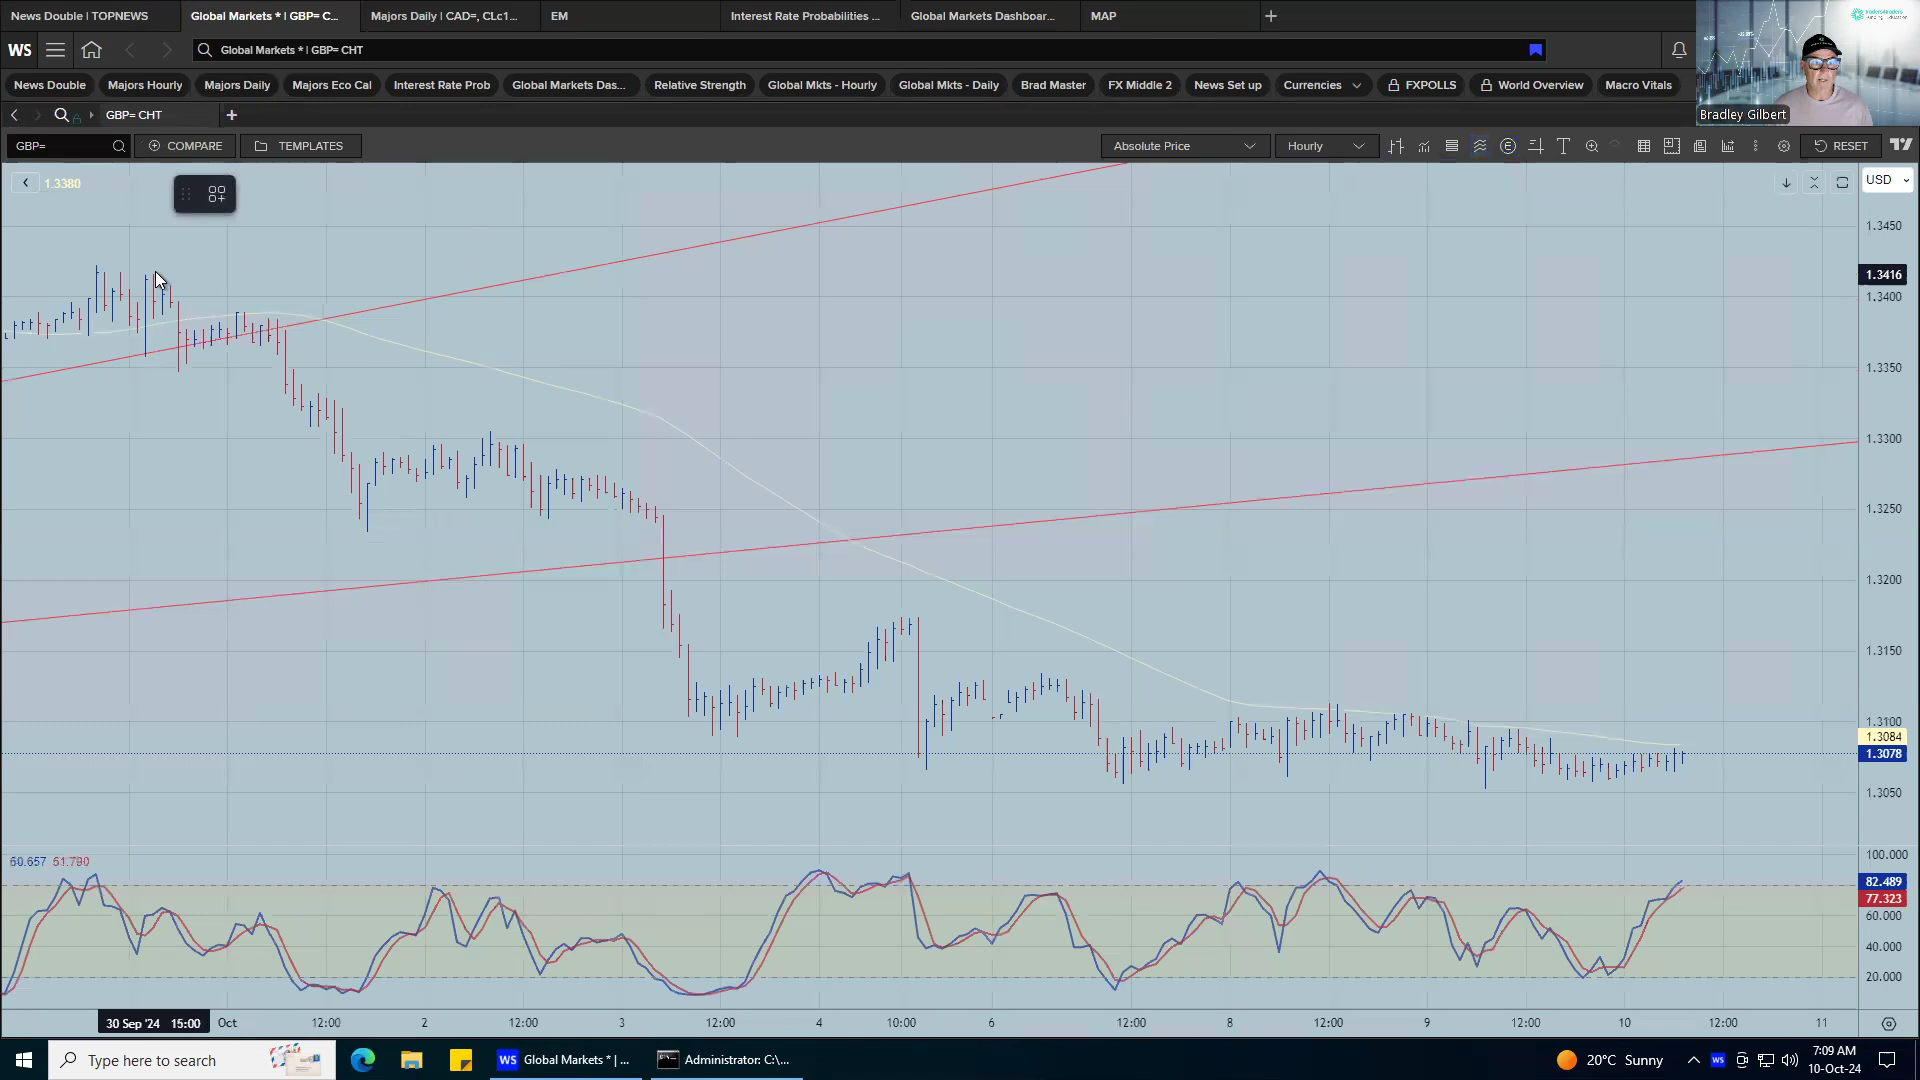 News Double | TOPNEWS
Global Markets * | GBP= C...
Majors Daily | CAD=, CLc1...
EM
Interest Rate Probabilities ...
Global Markets Dashboar...
MAP
WS
Global Markets * | GBP= CHT
News Double
Majors Hourly
Majors Daily
Majors Eco Cal
Interest Rate Prob
Global Markets Das...
Relative Strength
Global Mkts - Hourly
Global Mkts - Daily
Brad Master
FX Middle 2
News Set up
Currencies
FXPOLLS
World Overview
Macro Vitals
Bradley Gilbert
GBP= CHT
GBP=
COMPARE
TEMPLATES
Absolute Price
Hourly
RESET
1.3380
USD
1.3450
1.3416
1.3400
1.3350
1.3300
1.3250
1.3200
1.3150
1.3100
1.3084
1.3078
1.3050
60.657 61.790
100.000
82.489
77.323
60.000
40.000
20.000
30 Sep '24 15:00
Oct
12:00
2
12:00
3
12:00
4
10:00
6
12:00
8
12:00
9
12:00
10
12:00
11
Type here to search
WS
Global Markets * | ...
Administrator: C:\...
20°C Sunny
WS
7:09 AM
10-Oct-24